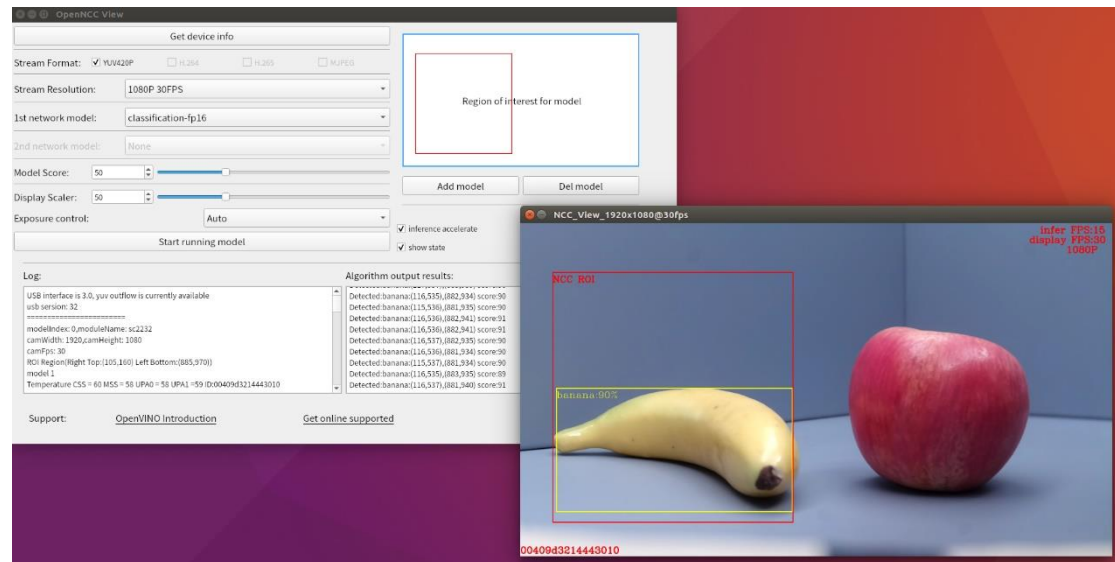 OpenNCC View
Get device info
Stream Format: YUV420P H.264 H.265 MJPEG
Stream Resolution: 1080P 30FPS
1st network model: classification-fp16
2nd network model: None
Model Score: 50
Display Scaler: 50
Exposure control: Auto
Start running model
Region of interest for model
Add model Del model
inference accelerate
show state
Log:
USB interface is 3.0, yuv outflow is currently available
usb sersion: 32
========================
modelIndex: 0,moduleName: sc2232
camWidth: 1920,camHeight: 1080
camFps: 30
ROI Region(Right Top:(105,160) Left Bottom:(885,970))
model 1
Temperature CSS = 60 MSS = 58 UPA0 = 58 UPA1 =59 ID:00409d3214443010
Algorithm output results:
Detected:banana:(116,535),(882,934) score:90
Detected:banana:(115,536),(881,935) score:90
Detected:banana:(116,536),(882,941) score:91
Detected:banana:(116,536),(882,941) score:91
Detected:banana:(116,537),(882,935) score:90
Detected:banana:(116,536),(881,934) score:90
Detected:banana:(115,537),(881,934) score:90
Detected:banana:(116,535),(883,935) score:89
Detected:banana:(116,537),(881,940) score:91
Support: OpenVINO Introduction Get online supported
NCC_View_1920x1080@30fps
infer FPS:15
display FPS:30
1080P
NCC ROI
banana:90%
00409d3214443010